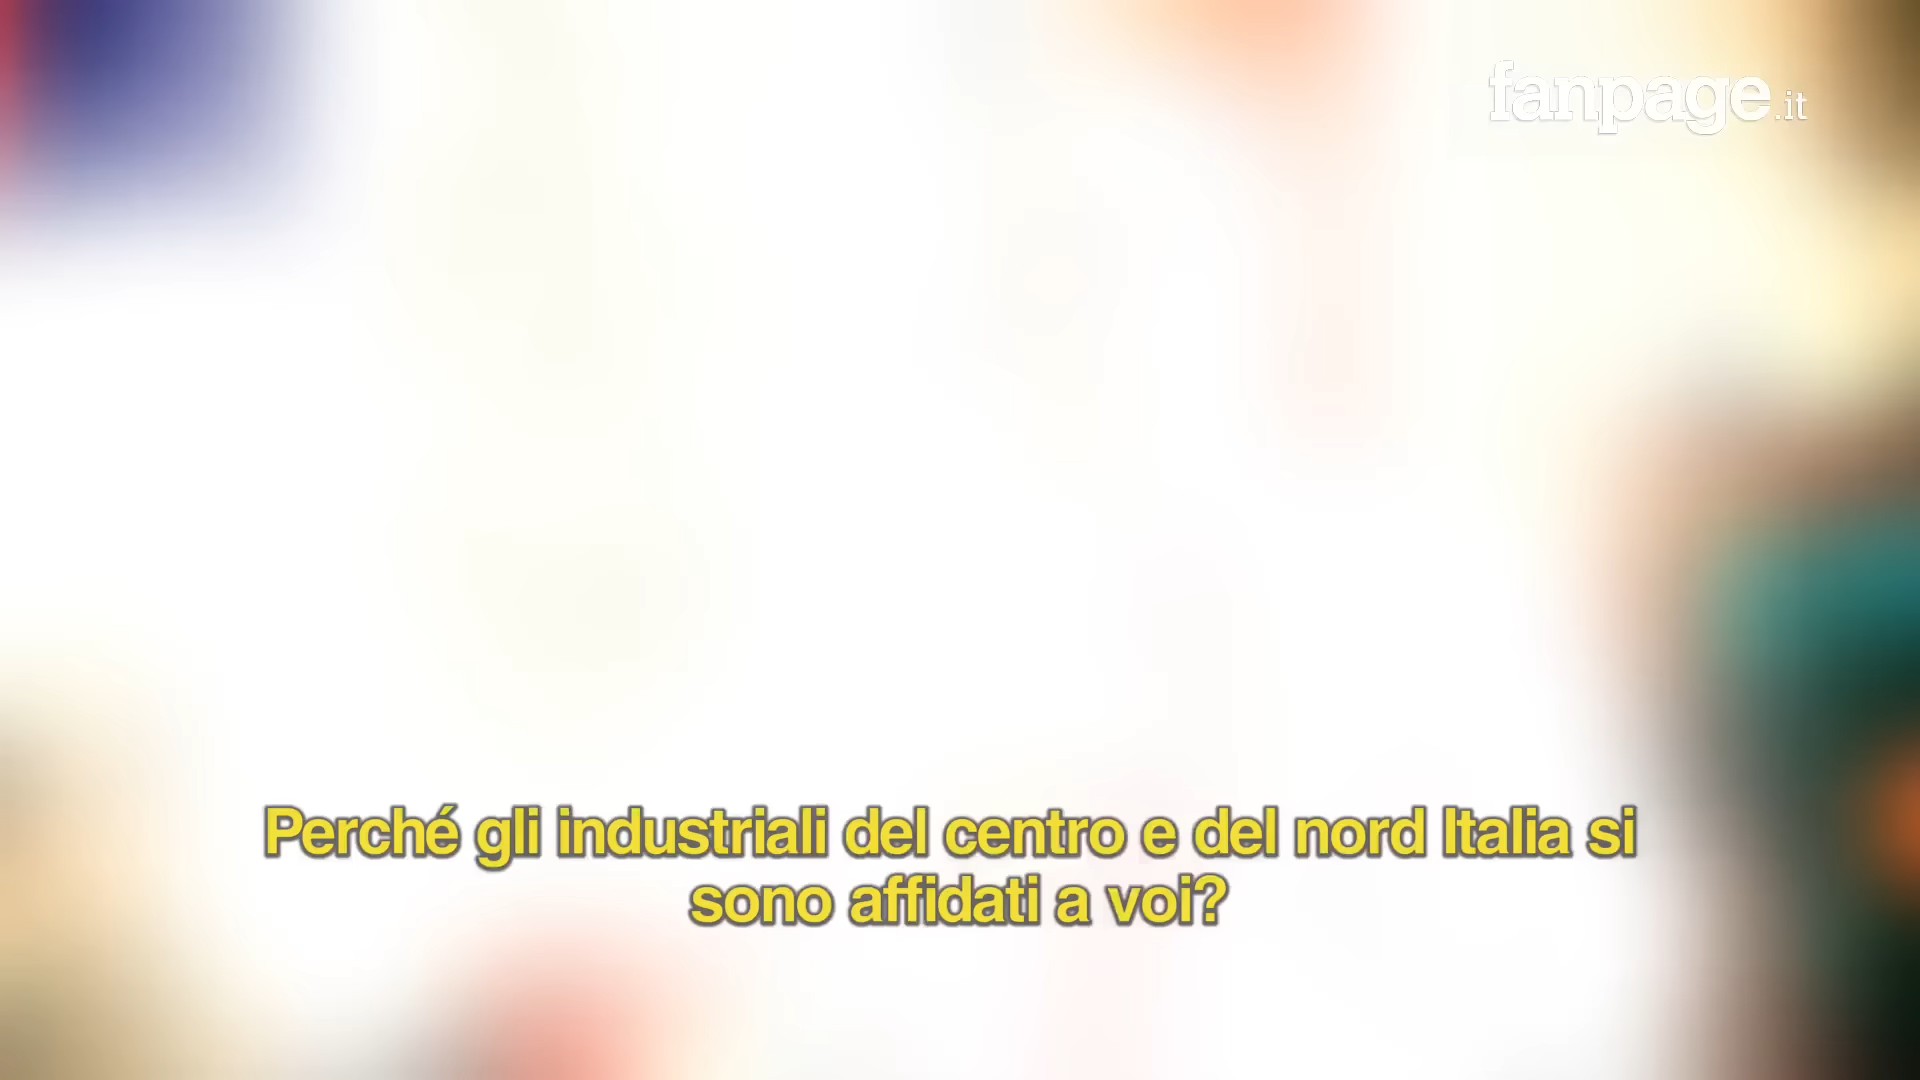 fanpage.it
Perché gli industriali del centro e del nord Italia si
sono affidati a voi?